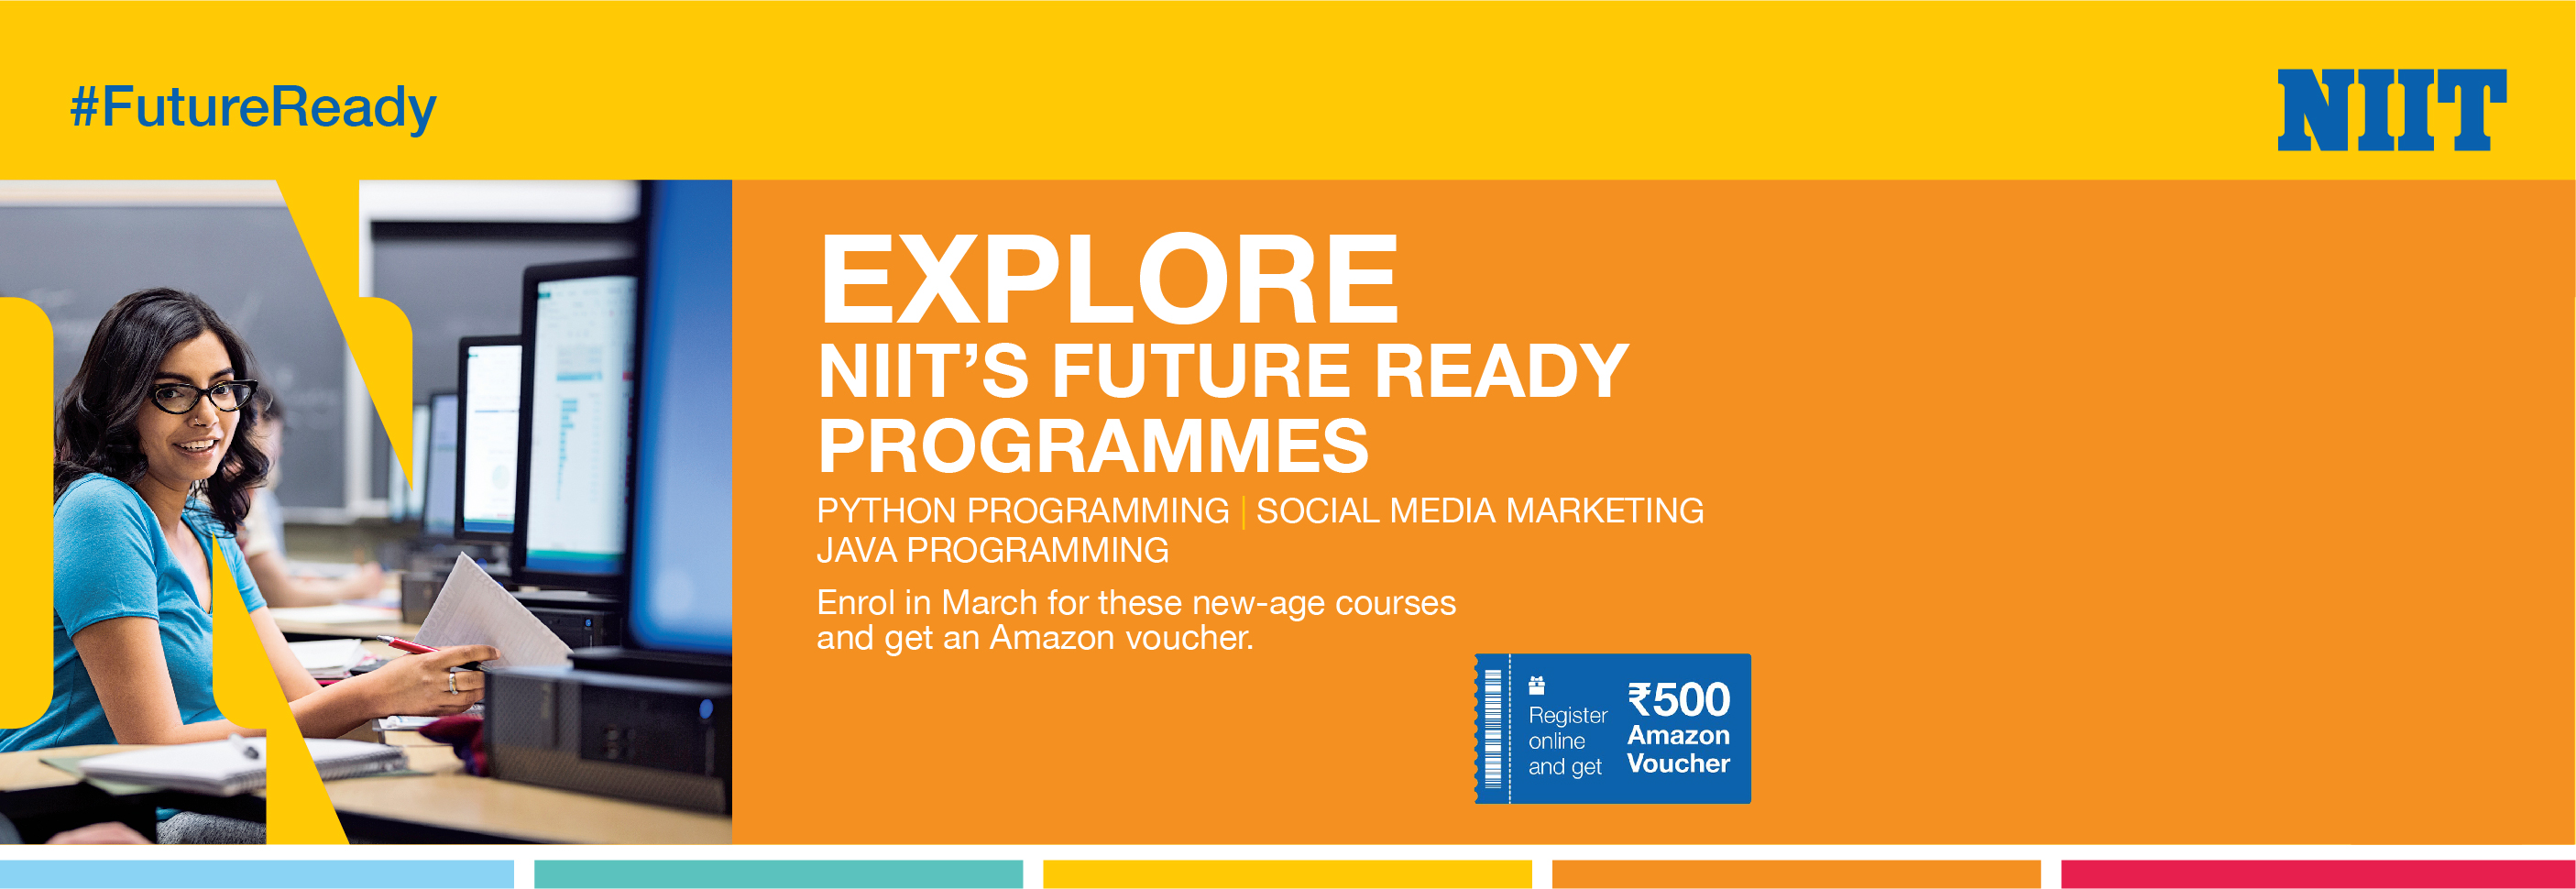 #FutureReady
NIIT
EXPLORE
NIIT’S FUTURE READY
PROGRAMMES
PYTHON PROGRAMMING | SOCIAL MEDIA MARKETING
JAVA PROGRAMMING
Enrol in March for these new-age courses
and get an Amazon voucher.
Register
online
and get
₹500
Amazon
Voucher